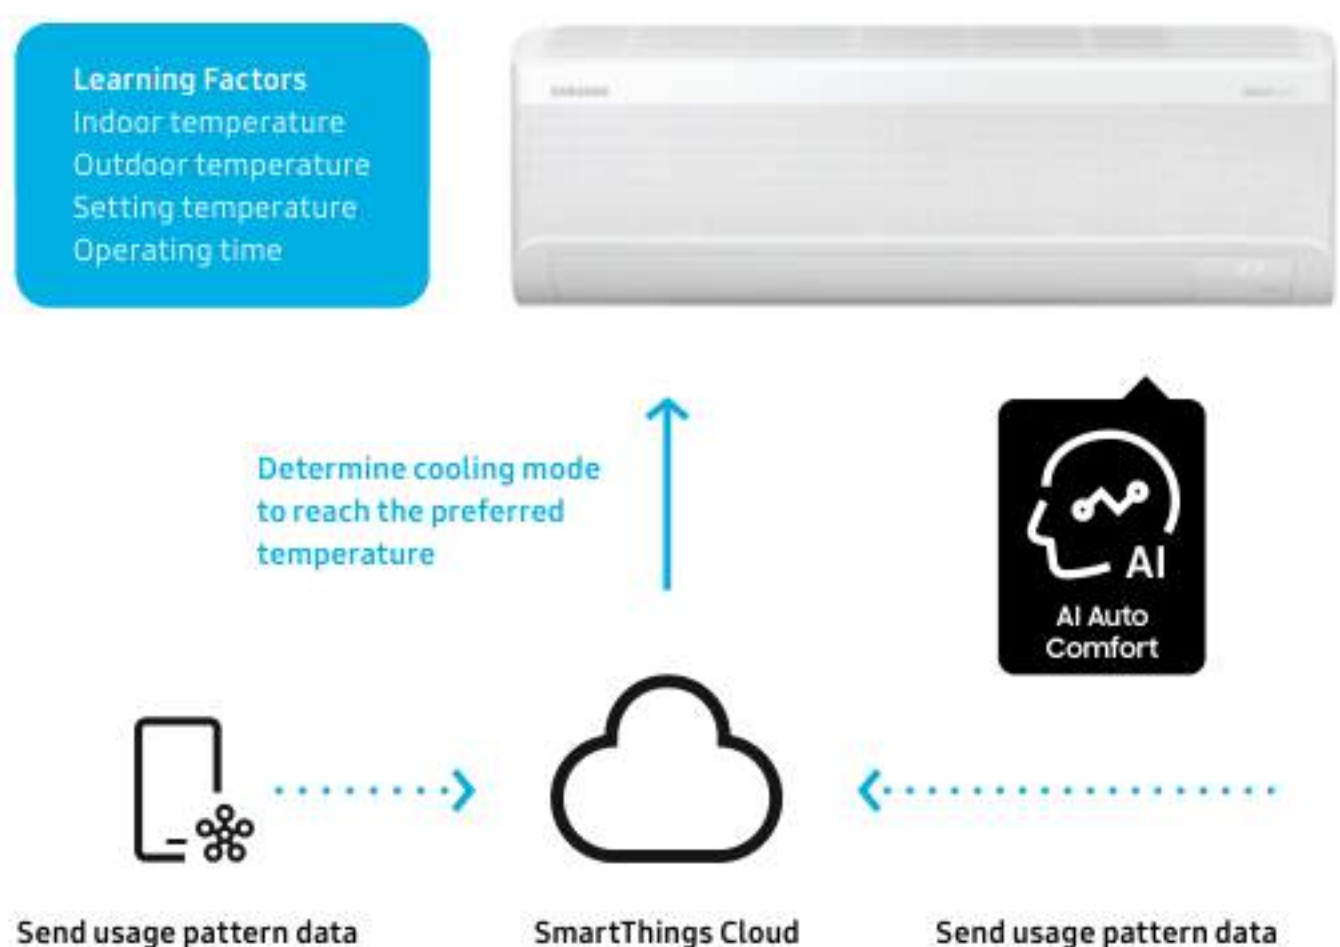 Learning Factors
Indoor temperature
Outdoor temperature
Setting temperature
Operating time
SAMSUNG
Determine cooling mode
to reach the preferred
temperature
AI
AI Auto
Comfort
Send usage pattern data
SmartThings Cloud
Send usage pattern data